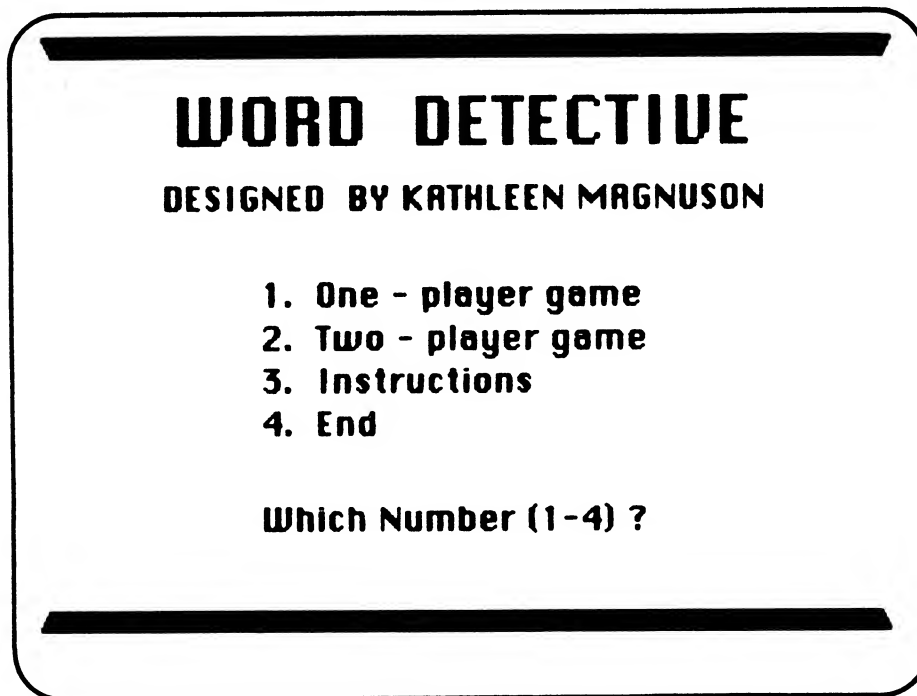 WORD DETECTIVE
DESIGNED BY KATHLEEN MAGNUSON
1. One - player game
2. Two - player game
3. Instructions
4. End
Which Number (1-4) ?